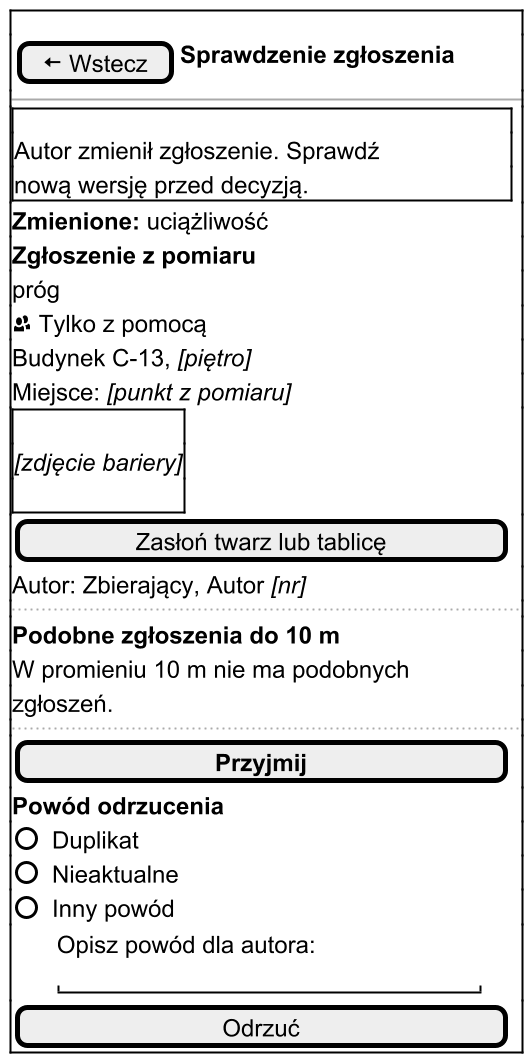 ← Wstecz Sprawdzenie zgłoszenia
Autor zmienił zgłoszenie. Sprawdź
nową wersję przed decyzją.
Zmienione: uciążliwość
Zgłoszenie z pomiaru
próg
Tylko z pomocą
Budynek C-13, [piętro]
Miejsce: [punkt z pomiaru]
[zdjęcie bariery]
Zasłoń twarz lub tablicę
Autor: Zbierający, Autor [nr]
Podobne zgłoszenia do 10 m
W promieniu 10 m nie ma podobnych
zgłoszeń.
Przyjmij
Powód odrzucenia
Duplikat
Nieaktualne
Inny powód
Opisz powód dla autora:
Odrzuć